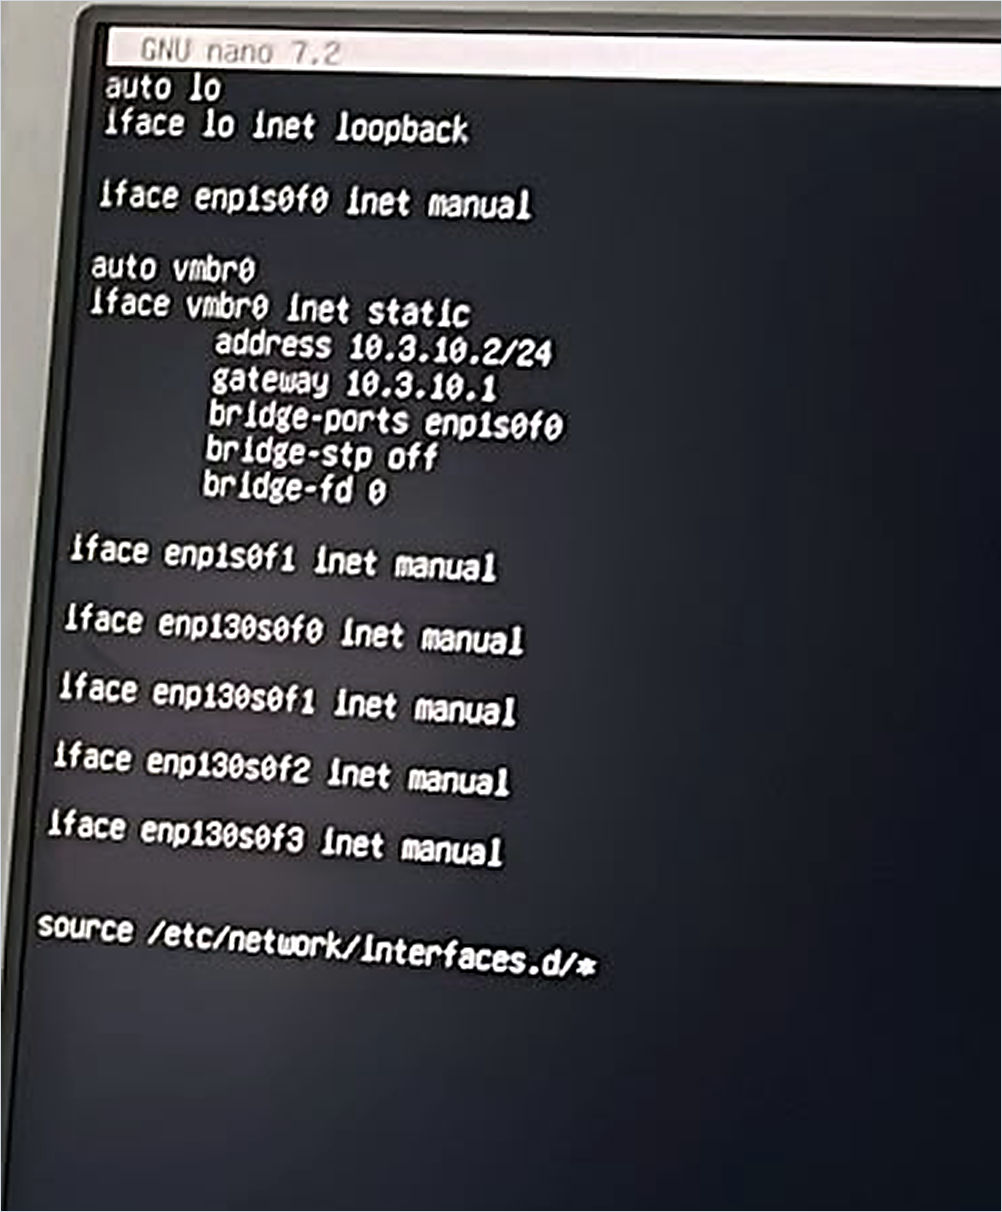 GNU nano 7.2
auto lo
iface lo inet loopback
iface enp1s0f0 inet manual
auto vmbr0
iface vmbr0 inet static
address 10.3.10.2/24
gateway 10.3.10.1
bridge-ports enp1s0f0
bridge-stp off
bridge-fd 0
iface enp1s0f1 inet manual
iface enp130s0f0 inet manual
iface enp130s0f1 inet manual
iface enp130s0f2 inet manual
iface enp130s0f3 inet manual
source /etc/network/interfaces.d/*